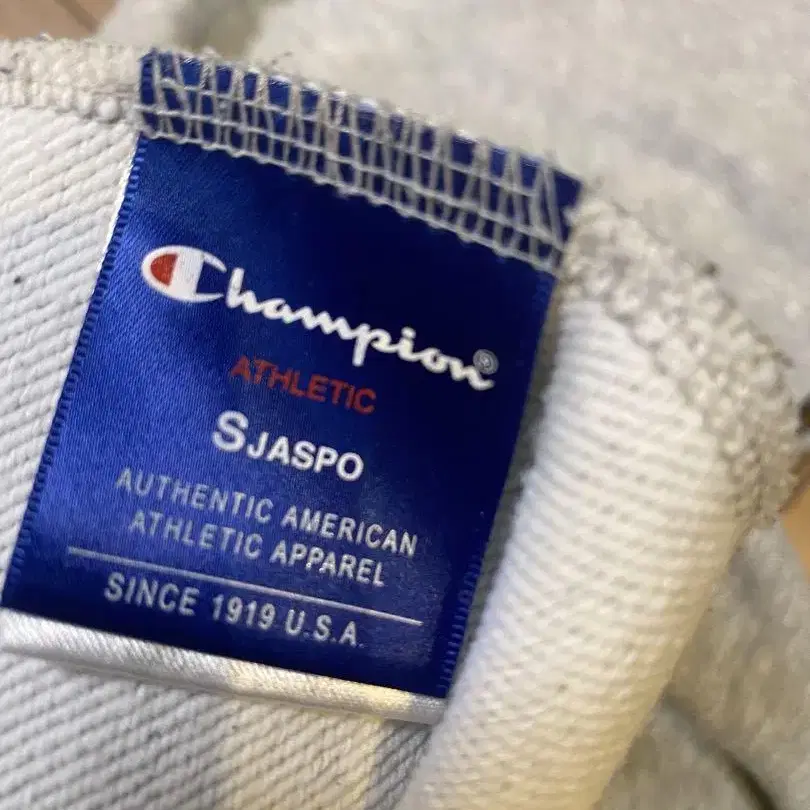 Champion®
ATHLETIC
SJASPO
AUTHENTIC AMERICAN
ATHLETIC APPAREL
SINCE 1919 U.S.A.